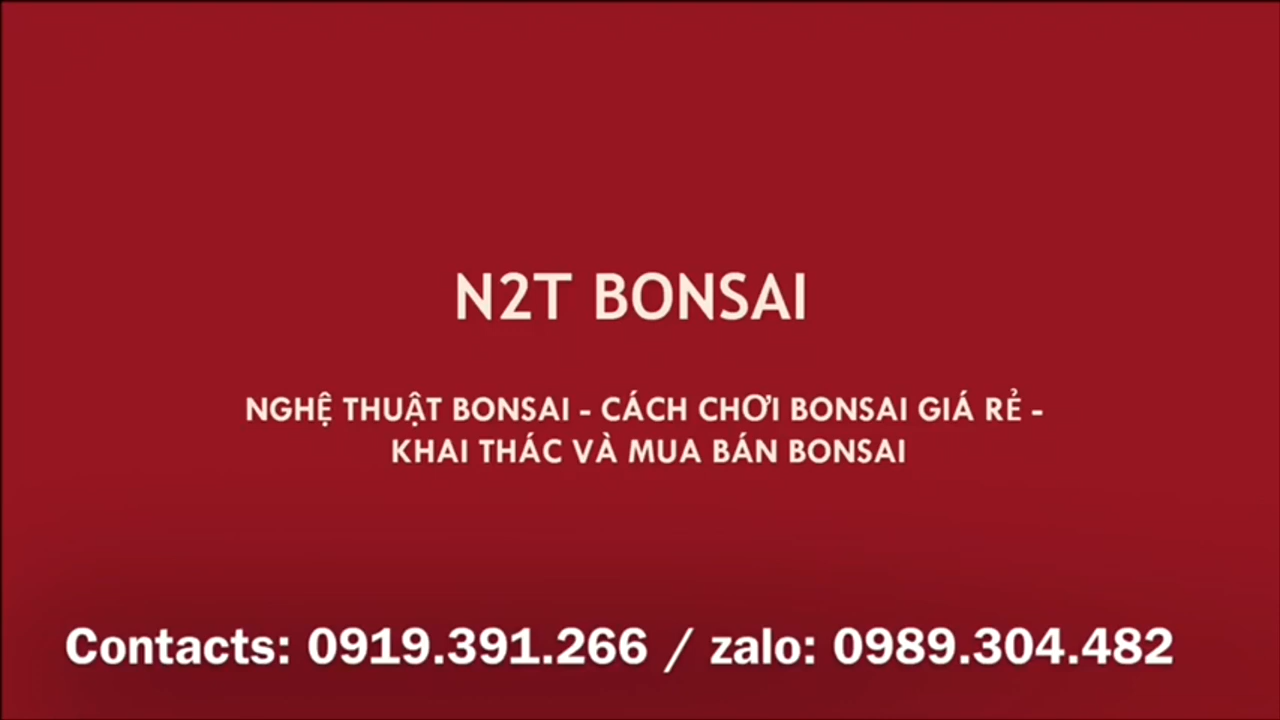 N2T BONSAI
NGHỆ THUẬT BONSAI - CÁCH CHƠI BONSAI GIÁ RẺ -
KHAI THÁC VÀ MUA BÁN BONSAI
Contacts: 0919.391.266 / zalo: 0989.304.482